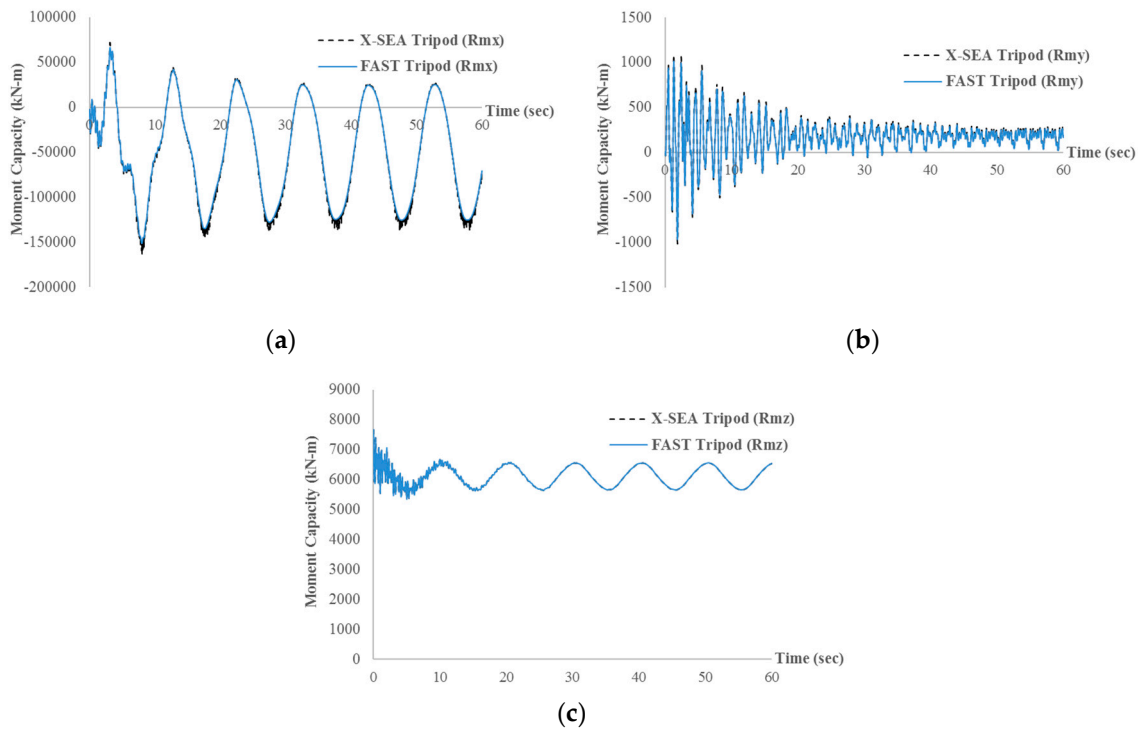 100000
50000
0
-50000
-100000
-150000
-200000
Moment Capacity (kN-m)
X-SEA Tripod (Rmx)
FAST Tripod (Rmx)
Time (sec)
0 10 20 30 40 50 60
(a)
1500
1000
500
0
-500
-1000
-1500
Moment Capacity (kN-m)
X-SEA Tripod (Rmy)
FAST Tripod (Rmy)
Time (sec)
0 10 20 30 40 50 60
(b)
9000
8000
7000
6000
5000
4000
3000
2000
1000
0
Moment Capacity (kN-m)
X-SEA Tripod (Rmz)
FAST Tripod (Rmz)
Time (sec)
0 10 20 30 40 50 60
(c)